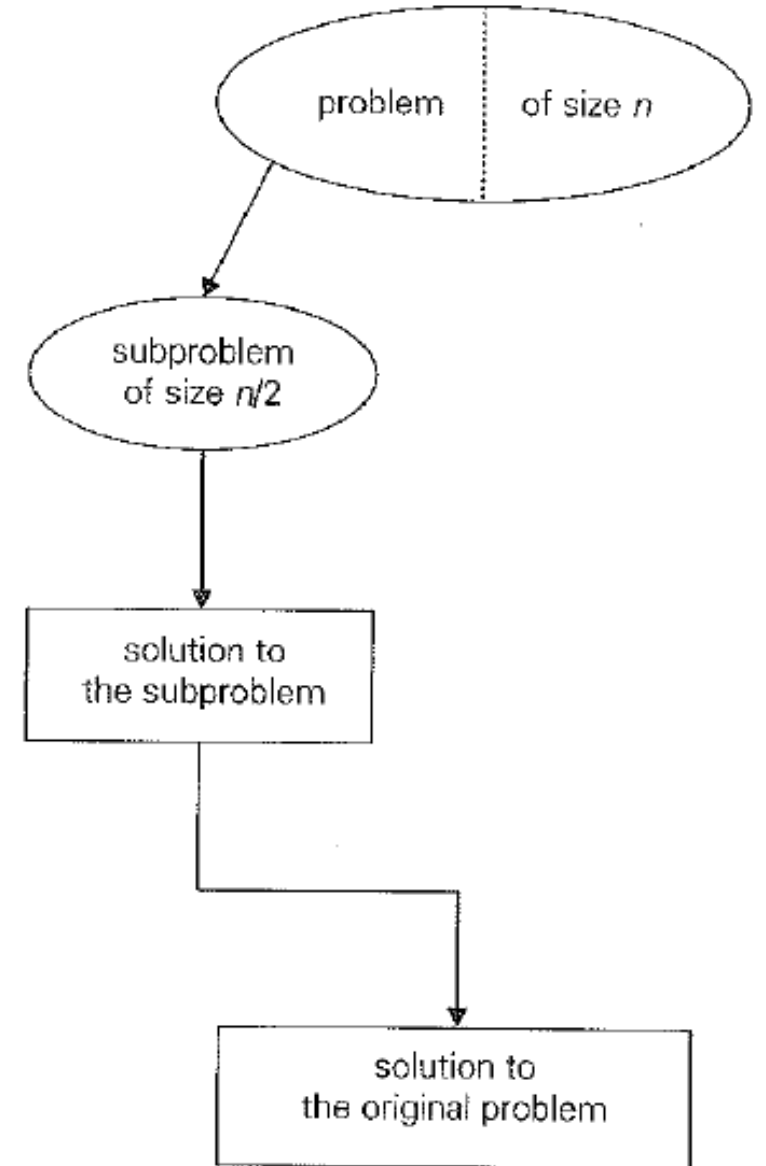 problem of size n
subproblem
of size n/2
solution to
the subproblem
solution to
the original problem